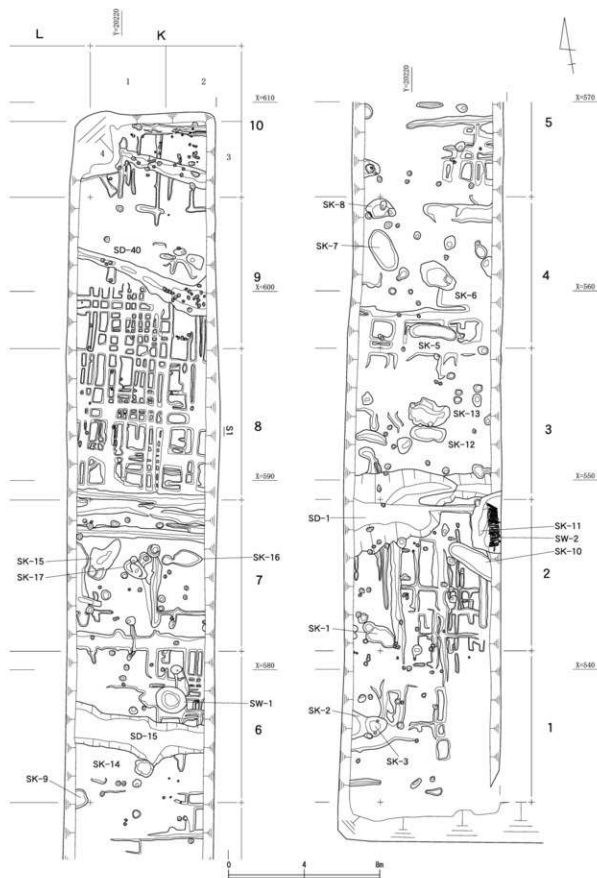 Y=20220
L
K
1
2
X=610
10
3
4
SD-40
9
X=600
8
S1
X=590
SK-15
SK-17
SK-16
7
X=580
SW-1
6
SD-15
SK-14
SK-9
Y=20220
X=570
5
SK-8
SK-7
4
SK-6
X=560
SK-5
SK-13
SK-12
3
X=550
SD-1
SK-11
SW-2
SK-10
2
SK-1
X=540
SK-2
SK-3
1
0
4
8m